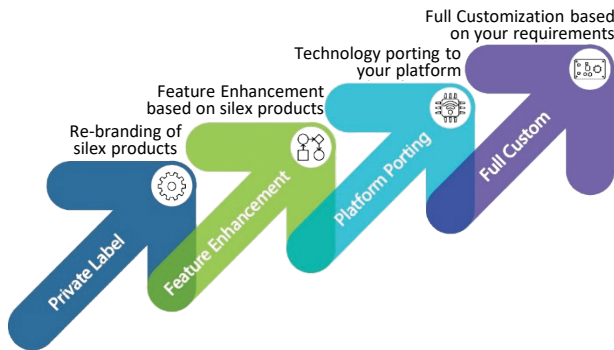 Full Customization based
on your requirements
Technology porting to
your platform
Feature Enhancement
based on silex products
Re-branding of
silex products
Private Label
Feature Enhancement
Platform Porting
Full Custom